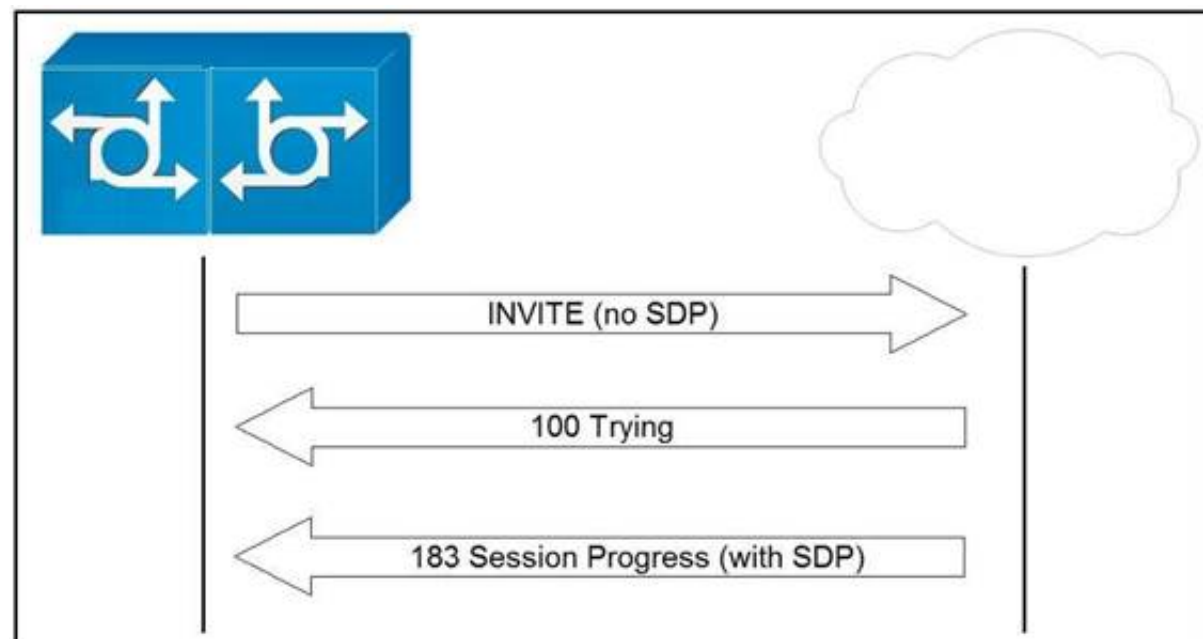 INVITE (no SDP)
100 Trying
183 Session Progress (with SDP)